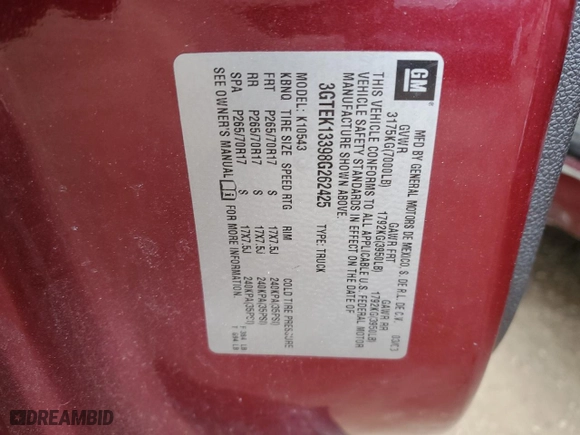 GM
MFD BY GENERAL MOTORS DE MEXICO, S. DE R.L. DE C.V.
GVWR GAWR FRT GAWR RR
3175KG(7000LB) 1792KG(3950LB) 1792KG(3950LB)
THIS VEHICLE CONFORMS TO ALL APPLICABLE U.S. FEDERAL MOTOR
VEHICLE SAFETY STANDARDS IN EFFECT ON THE DATE OF
MANUFACTURE SHOWN ABOVE.
3GTEK13398G262425 TYPE: TRUCK
MODEL: K10543
KBNQ TIRE SIZE SPEED RTG RIM COLD TIRE PRESSURE
FRT P265/70R17 S 17X7.5J 240KPA(35PSI)
RR P265/70R17 S 17X7.5J 240KPA(35PSI)
SPA P265/70R17 S 17X7.5J 240KPA(35PSI)
SEE OWNER'S MANUAL i FOR MORE INFORMATION.
DREAMBID